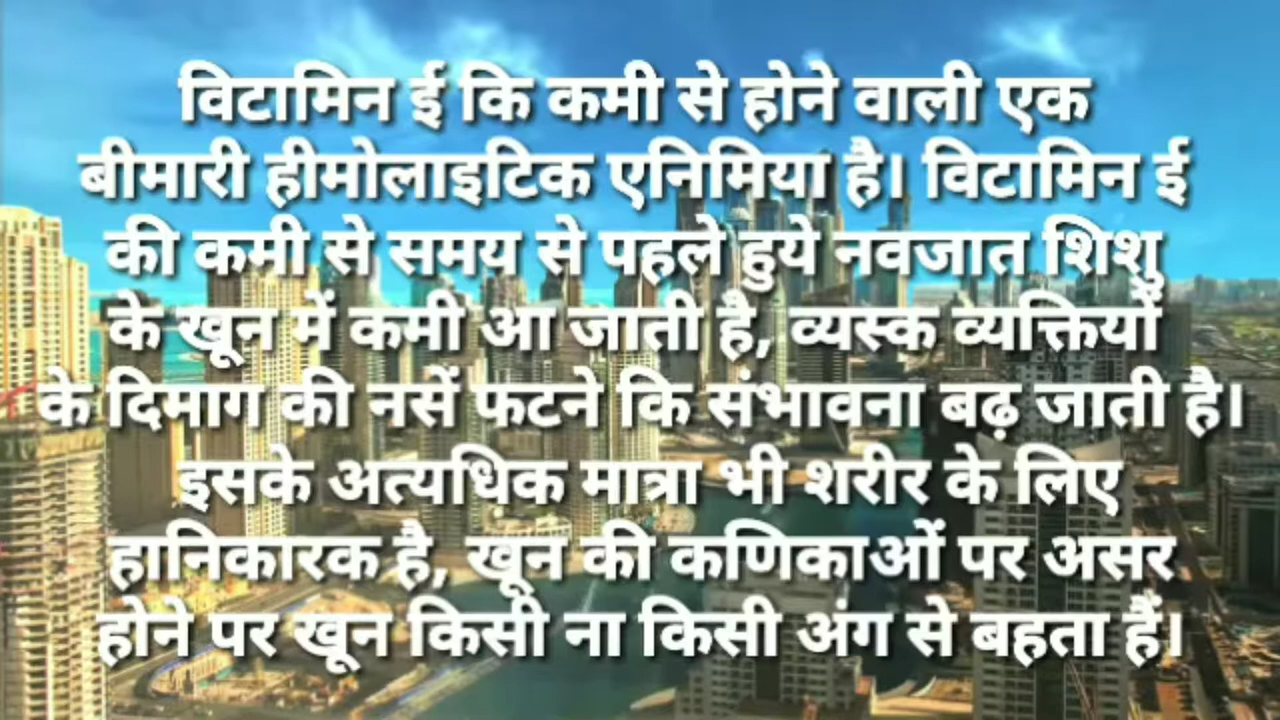 विटामिन ई कि कमी से होने वाली एक
बीमारी हीमोलाइटिक एनिमिया है। विटामिन ई
की कमी से समय से पहले हुये नवजात शिशु
के खून में कमी आ जाती है, व्यस्क व्यक्तियों
के दिमाग की नसें फटने कि संभावना बढ़ जाती है।
इसके अत्यधिक मात्रा भी शरीर के लिए
हानिकारक है, खून की कणिकाओं पर असर
होने पर खून किसी ना किसी अंग से बहता हैं।